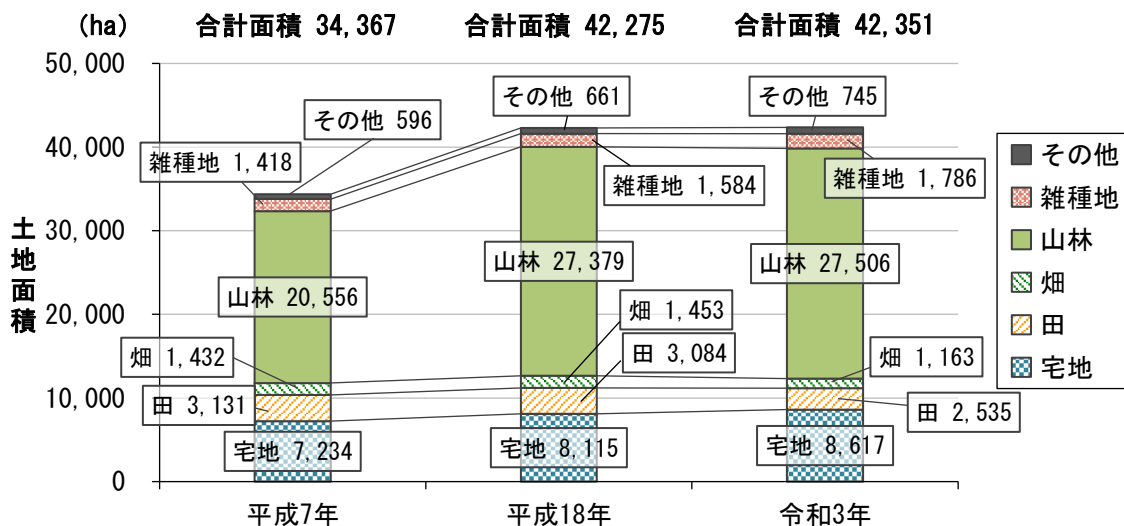 (ha)
合計面積 34,367
合計面積 42,275
合計面積 42,351
50,000
40,000
30,000
20,000
10,000
0
土地面積
その他 596
雑種地 1,418
山林 20,556
畑 1,432
田 3,131
宅地 7,234
その他 661
雑種地 1,584
山林 27,379
畑 1,453
田 3,084
宅地 8,115
その他 745
雑種地 1,786
山林 27,506
畑 1,163
田 2,535
宅地 8,617
平成7年
平成18年
令和3年
その他
雑種地
山林
畑
田
宅地